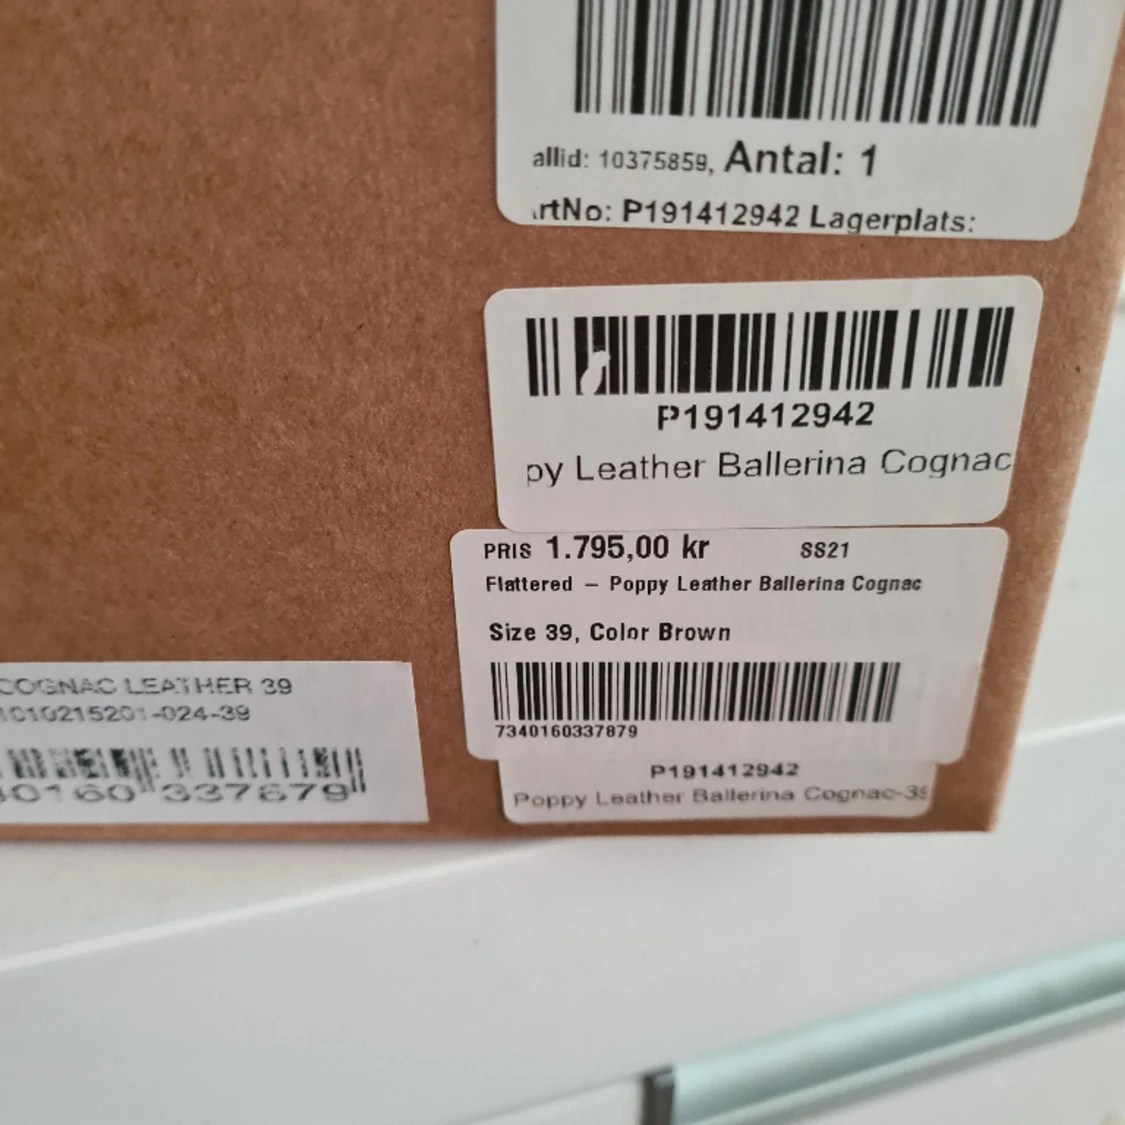 allid: 10375859, Antal: 1
rtNo: P191412942 Lagerplats:
P191412942
py Leather Ballerina Cognac
PRIS 1.795,00 kr SS21
Flattered – Poppy Leather Ballerina Cognac
Size 39, Color Brown
7340160337879
P191412942
Poppy Leather Ballerina Cognac-39
COGNAC LEATHER 39
1010215201-024-39
40160 337879